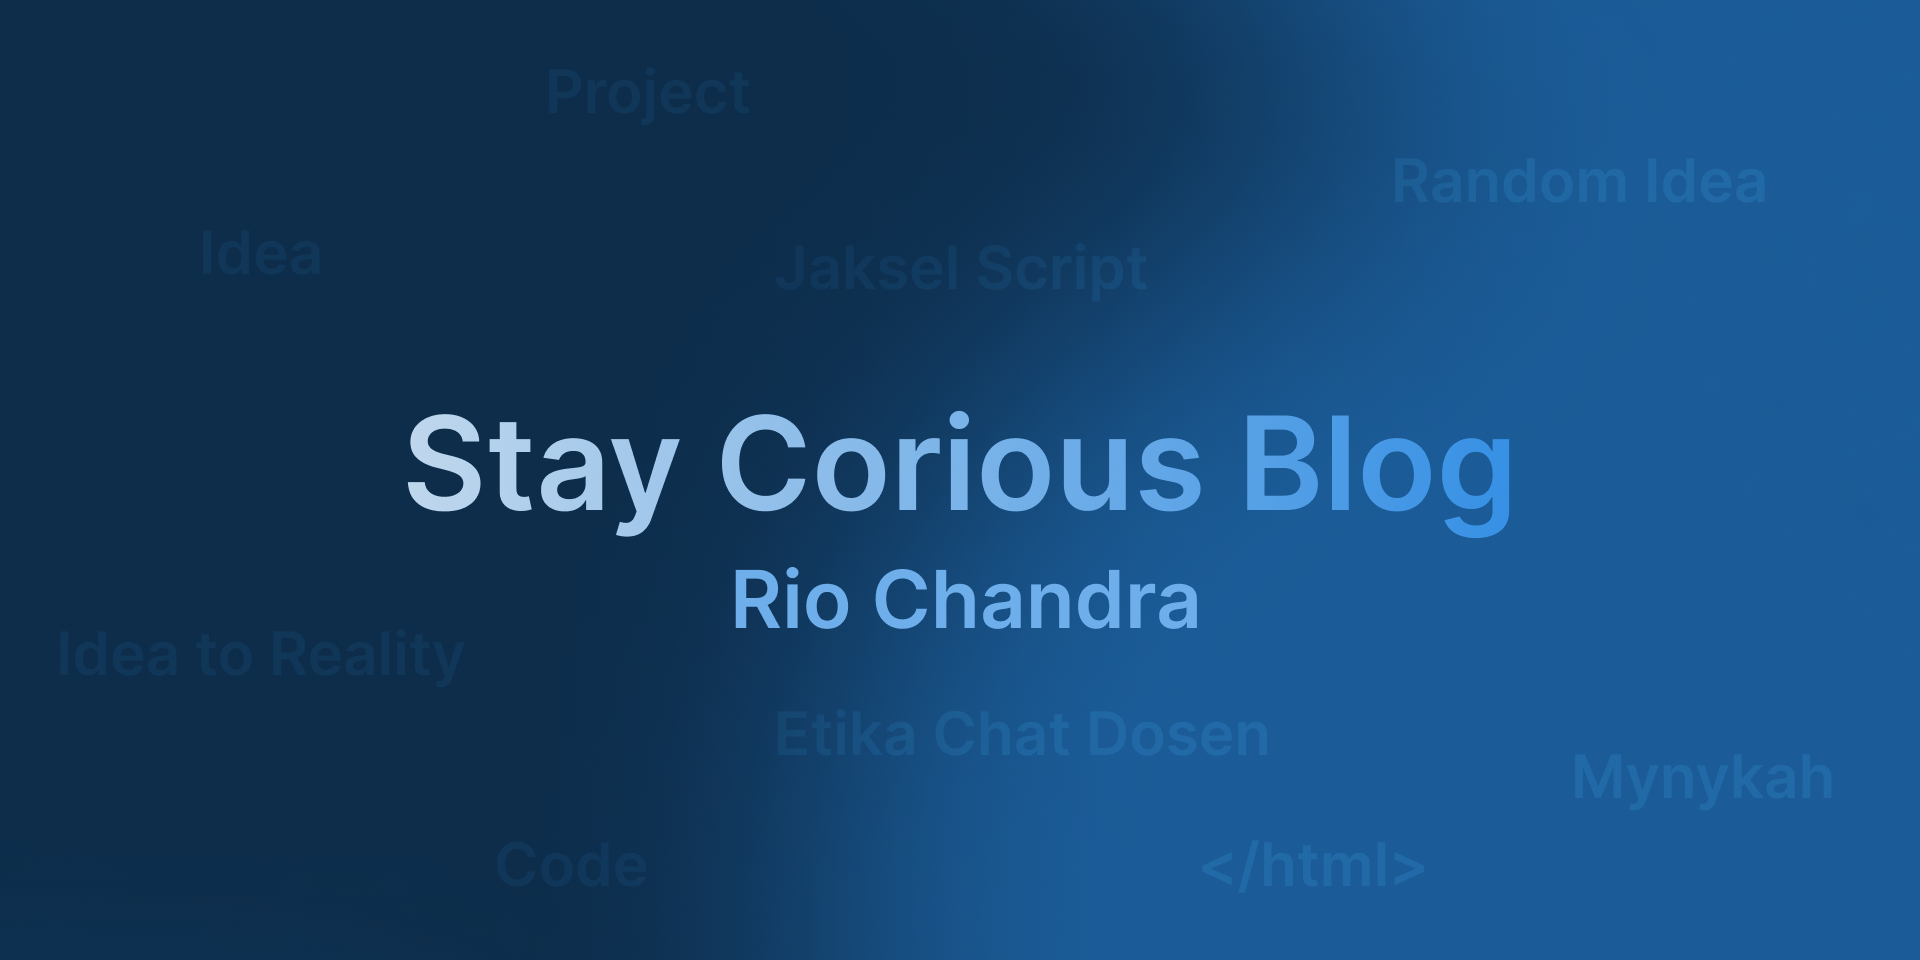 Project
Random Idea
Idea
Jaksel Script
Stay Corious Blog
Rio Chandra
Idea to Reality
Etika Chat Dosen
Mynykah
Code
</html>